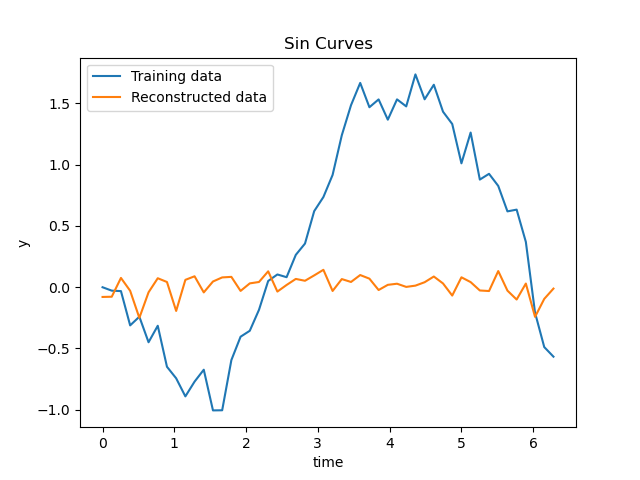 Sin Curves
Training data
Reconstructed data
1.5
1.0
0.5
0.0
−0.5
−1.0
y
0 1 2 3 4 5 6
time